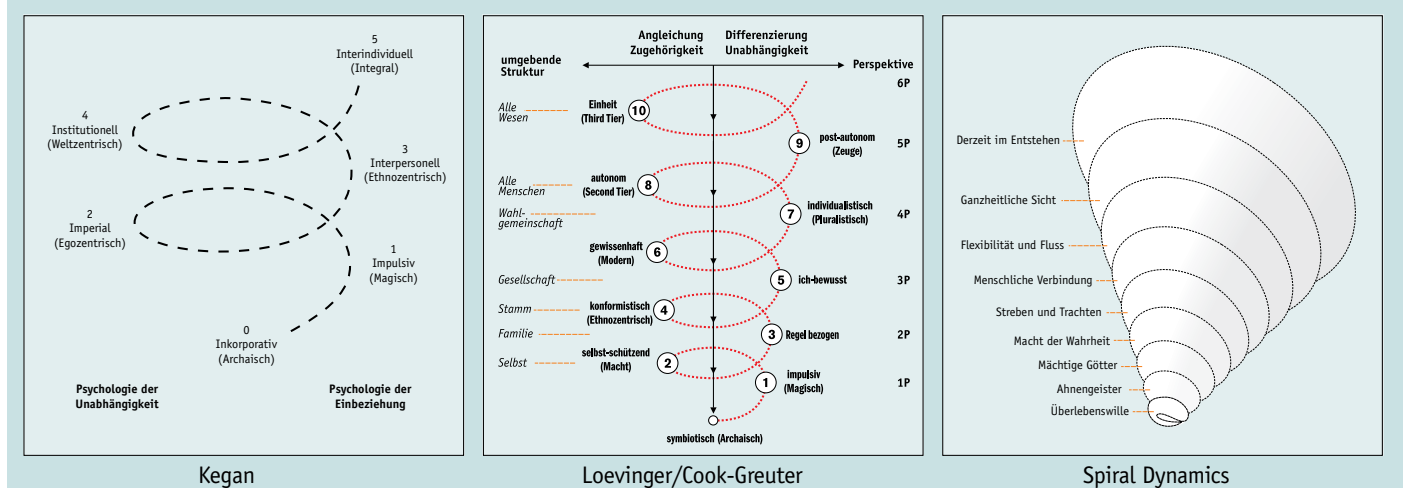 5
Interindividuell
(Integral)
4
Institutionell
(Weltzentrisch)
3
Interpersonell
(Ethnozentrisch)
2
Imperial
(Egozentrisch)
1
Impulsiv
(Magisch)
0
Inkorporativ
(Archaisch)
Psychologie der
Unabhängigkeit
Psychologie der
Einbeziehung
Kegan
Angleichung
Zugehörigkeit
Differenzierung
Unabhängigkeit
umgebende
Struktur
Perspektive
6P
Alle
Wesen
Einheit
(Third Tier)
10
9
post-autonom
(Zeuge)
5P
Alle
Menschen
autonom
(Second Tier)
8
Wahl-
gemeinschaft
7
individualistisch
(Pluralistisch)
4P
gewissenhaft
(Modern)
6
Gesellschaft
5
ich-bewusst
3P
Stamm
konformistisch
(Ethnozentrisch)
4
Familie
3
Regel bezogen
2P
Selbst
selbst-schützend
(Macht)
2
1
impulsiv
(Magisch)
1P
symbiotisch (Archaisch)
Loevinger/Cook-Greuter
Derzeit im Entstehen
Ganzheitliche Sicht
Flexibilität und Fluss
Menschliche Verbindung
Streben und Trachten
Macht der Wahrheit
Mächtige Götter
Ahnengeister
Überlebenswille
Spiral Dynamics